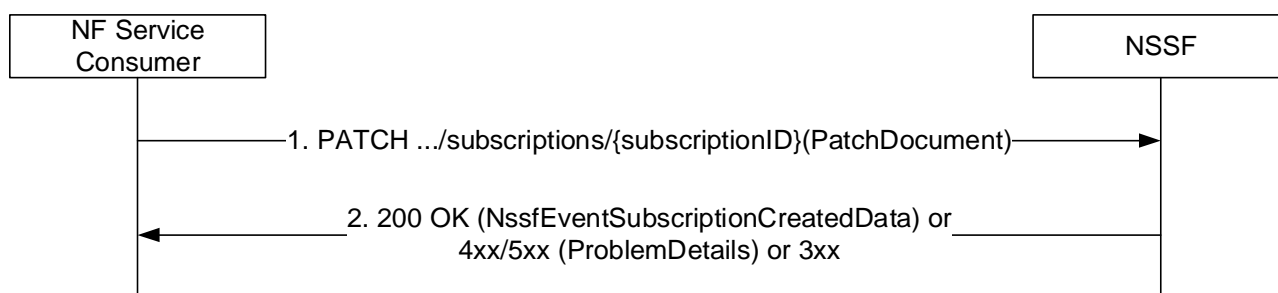 NF Service
Consumer
NSSF
1. PATCH .../subscriptions/{subscriptionID}(PatchDocument)
2. 200 OK (NssfEventSubscriptionCreatedData) or
4xx/5xx (ProblemDetails) or 3xx